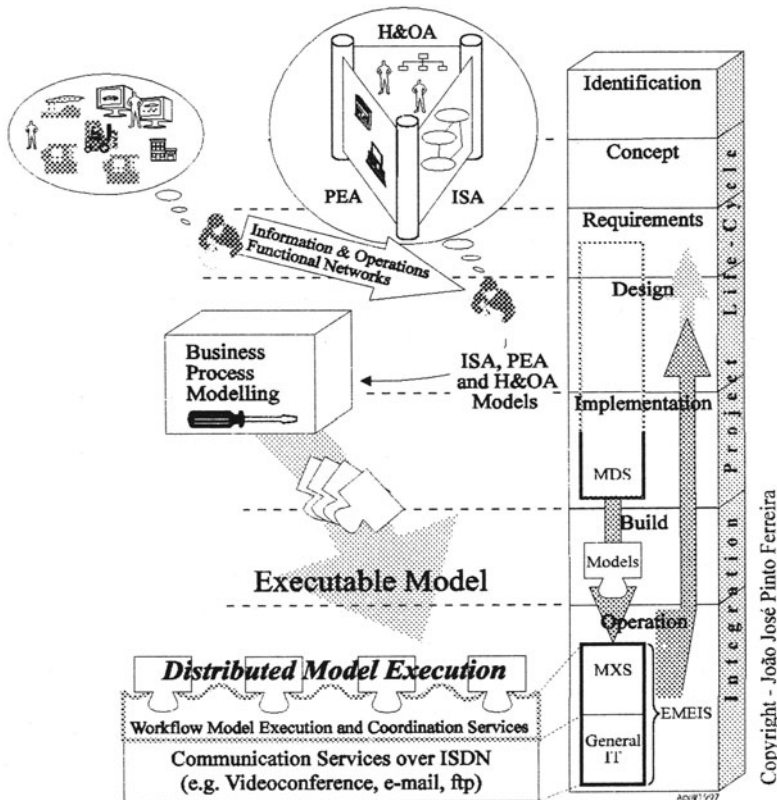 H&OA
PEA
ISA
Information & Operations
Functional Networks
Business
Process
Modelling
ISA, PEA
and H&OA
Models
Executable Model
Distributed Model Execution
Workflow Model Execution and Coordination Services
Communication Services over ISDN
(e.g. Videoconference, e-mail, ftp)
Identification
Concept
Requirements
Design
Implementation
MDS
Build
Models
Operation
MXS
General
IT
EMEIS
Integration Project Life-Cycle
Copyright - João José Pinto Ferreira
April/1997